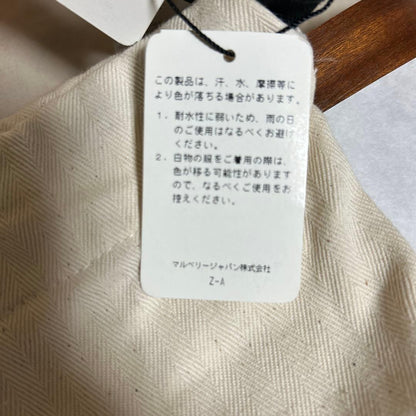 この製品は、汗、水、摩擦等に
より色が落ちる場合があります。
1. 耐水性に弱いため、雨の日
のご使用はなるべくお避け
ください。
2. 白物の服をご着用の際は、
色が移る可能性があります
ので、なるべくご使用をお
控えください。
マルベリージャパン株式会社
Z-A